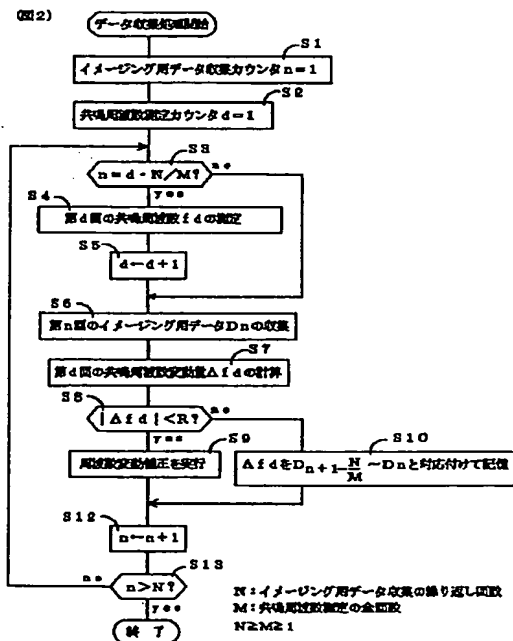 (図2)
データ収集処理開始
S1
イメージング用データ収集カウンタn=1
S2
共鳴周波数測定カウンタd=1
S3
n=d・N/M?
no
yes
S4
第d回の共鳴周波数fdの測定
S5
d←d+1
S6
第n回のイメージング用データDnの収集
S7
第d回の共鳴周波数変動量Δfdの計算
S8
|Δfd|<R?
no
yes
S9
周波数変動補正を実行
S10
ΔfdをDn+1-N/M~Dnと対応付けて記憶
S12
n←n+1
S13
n>N?
no
yes
終了
N:イメージング用データ収集の繰り返し回数
M:共鳴周波数測定の全回数
N≧M≧1